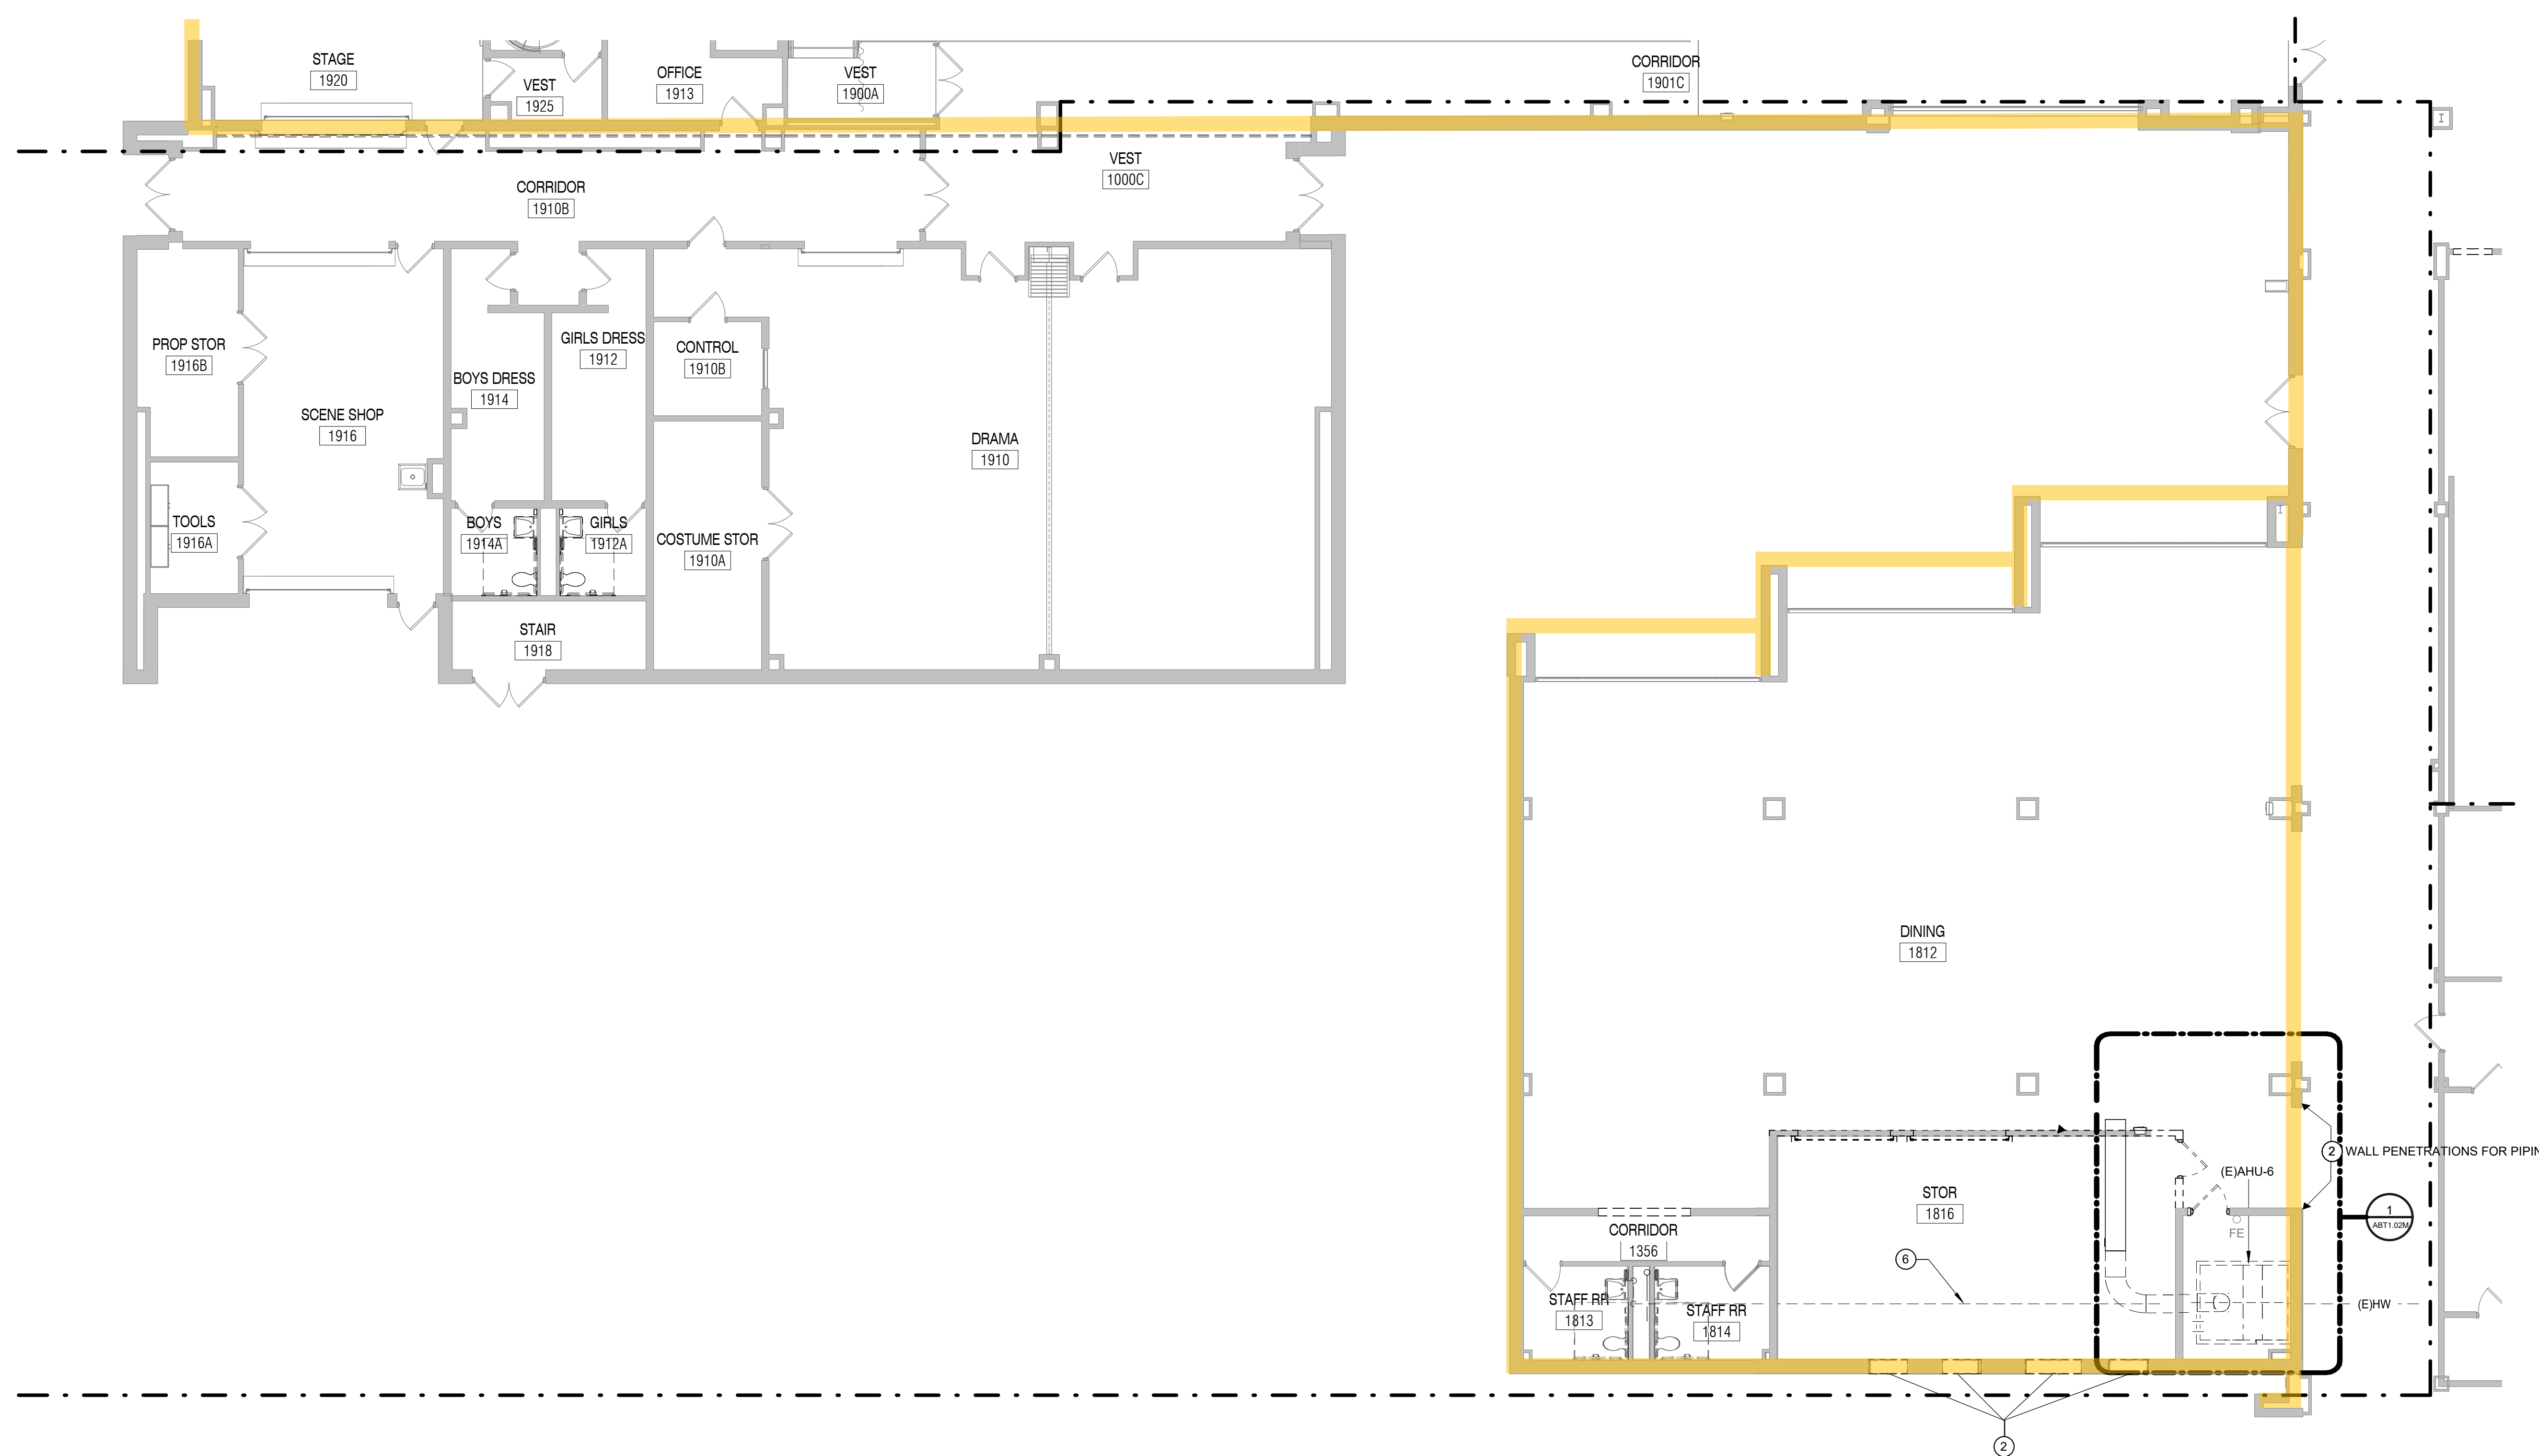 STAGE
1920
VEST
1925
OFFICE
1913
VEST
1900A
CORRIDOR
1901C
I
CORRIDOR
1910B
VEST
1000C
PROP STOR
1916B
SCENE SHOP
1916
BOYS DRESS
1914
GIRLS DRESS
1912
CONTROL
1910B
DRAMA
1910
TOOLS
1916A
BOYS
1914A
GIRLS
1912A
COSTUME STOR
1910A
I
STAIR
1918
DINING
1812
2 WALL PENETRATIONS FOR PIPIN
(E)AHU-6
STOR
1816
1
ABT1.02M
FE
CORRIDOR
1356
6
STAFF RR
1813
STAFF RR
1814
(E)HW
2